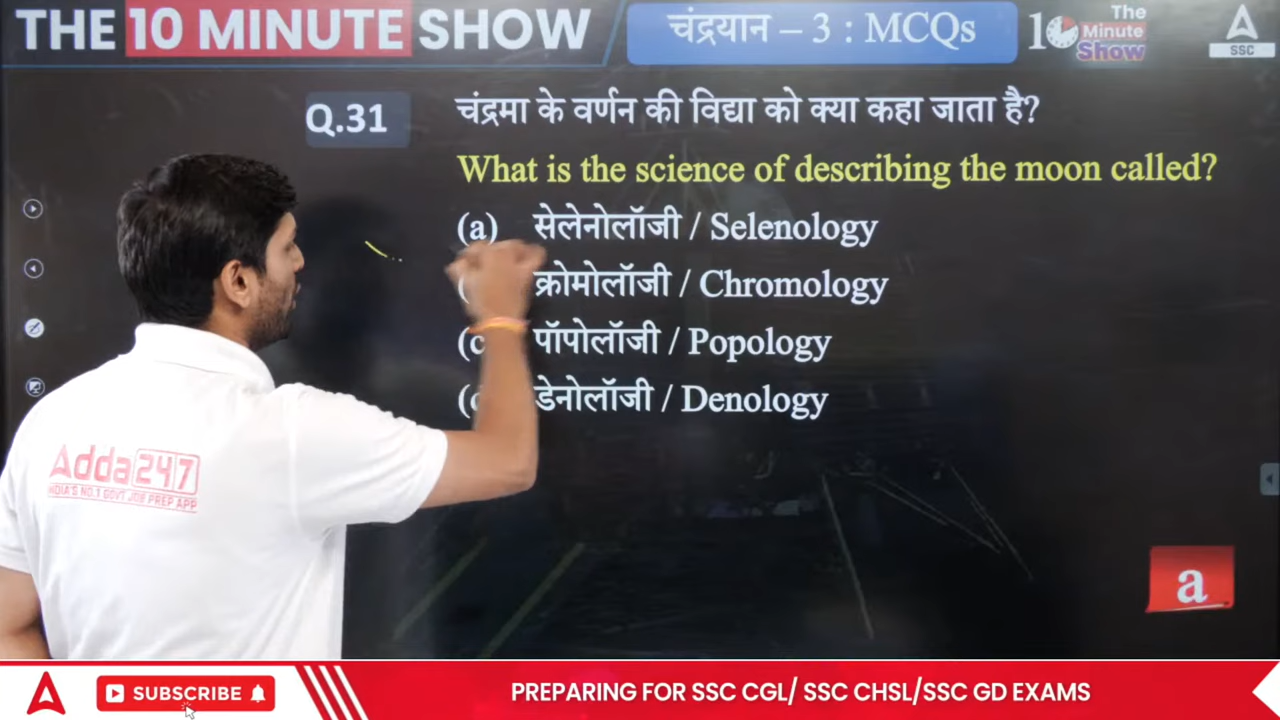 THE 10 MINUTE SHOW
चंद्रयान – 3 : MCQs
10 The Minute Show
SSC
Q.31
चंद्रमा के वर्णन की विद्या को क्या कहा जाता है?
What is the science of describing the moon called?
(a) सेलेनोलॉजी / Selenology
( क्रोमोलॉजी / Chromology
(c पॉपोलॉजी / Popology
(d डेनोलॉजी / Denology
Adda247
INDIA'S NO.1 GOVT JOB PREP APP
a
SUBSCRIBE
PREPARING FOR SSC CGL/ SSC CHSL/SSC GD EXAMS